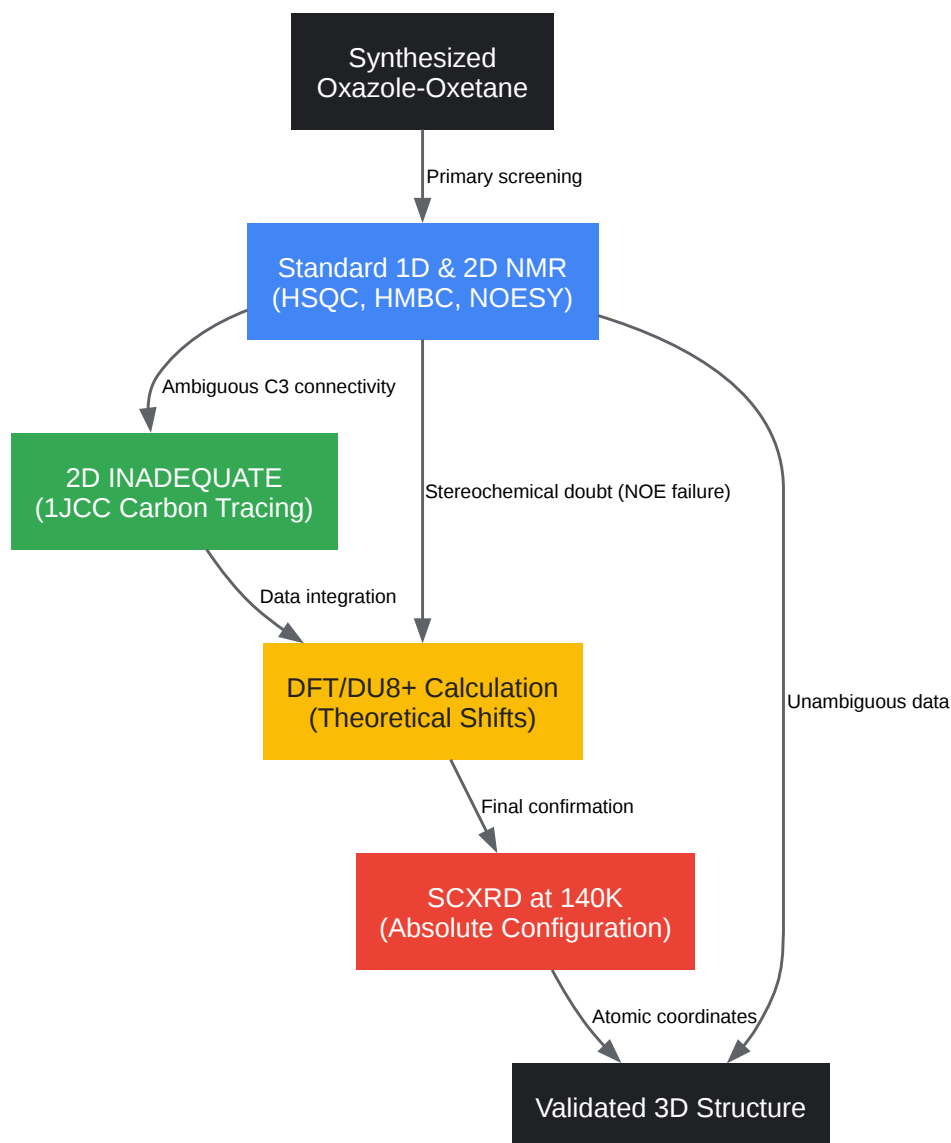 Synthesized
Oxazole-Oxetane
Primary screening
Standard 1D & 2D NMR
(HSQC, HMBC, NOESY)
Ambiguous C3 connectivity
2D INADEQUATE
(1JCC Carbon Tracing)
Stereochemical doubt (NOE failure)
Data integration
DFT/DU8+ Calculation
(Theoretical Shifts)
Unambiguous data
Final confirmation
SCXRD at 140K
(Absolute Configuration)
Atomic coordinates
Validated 3D Structure